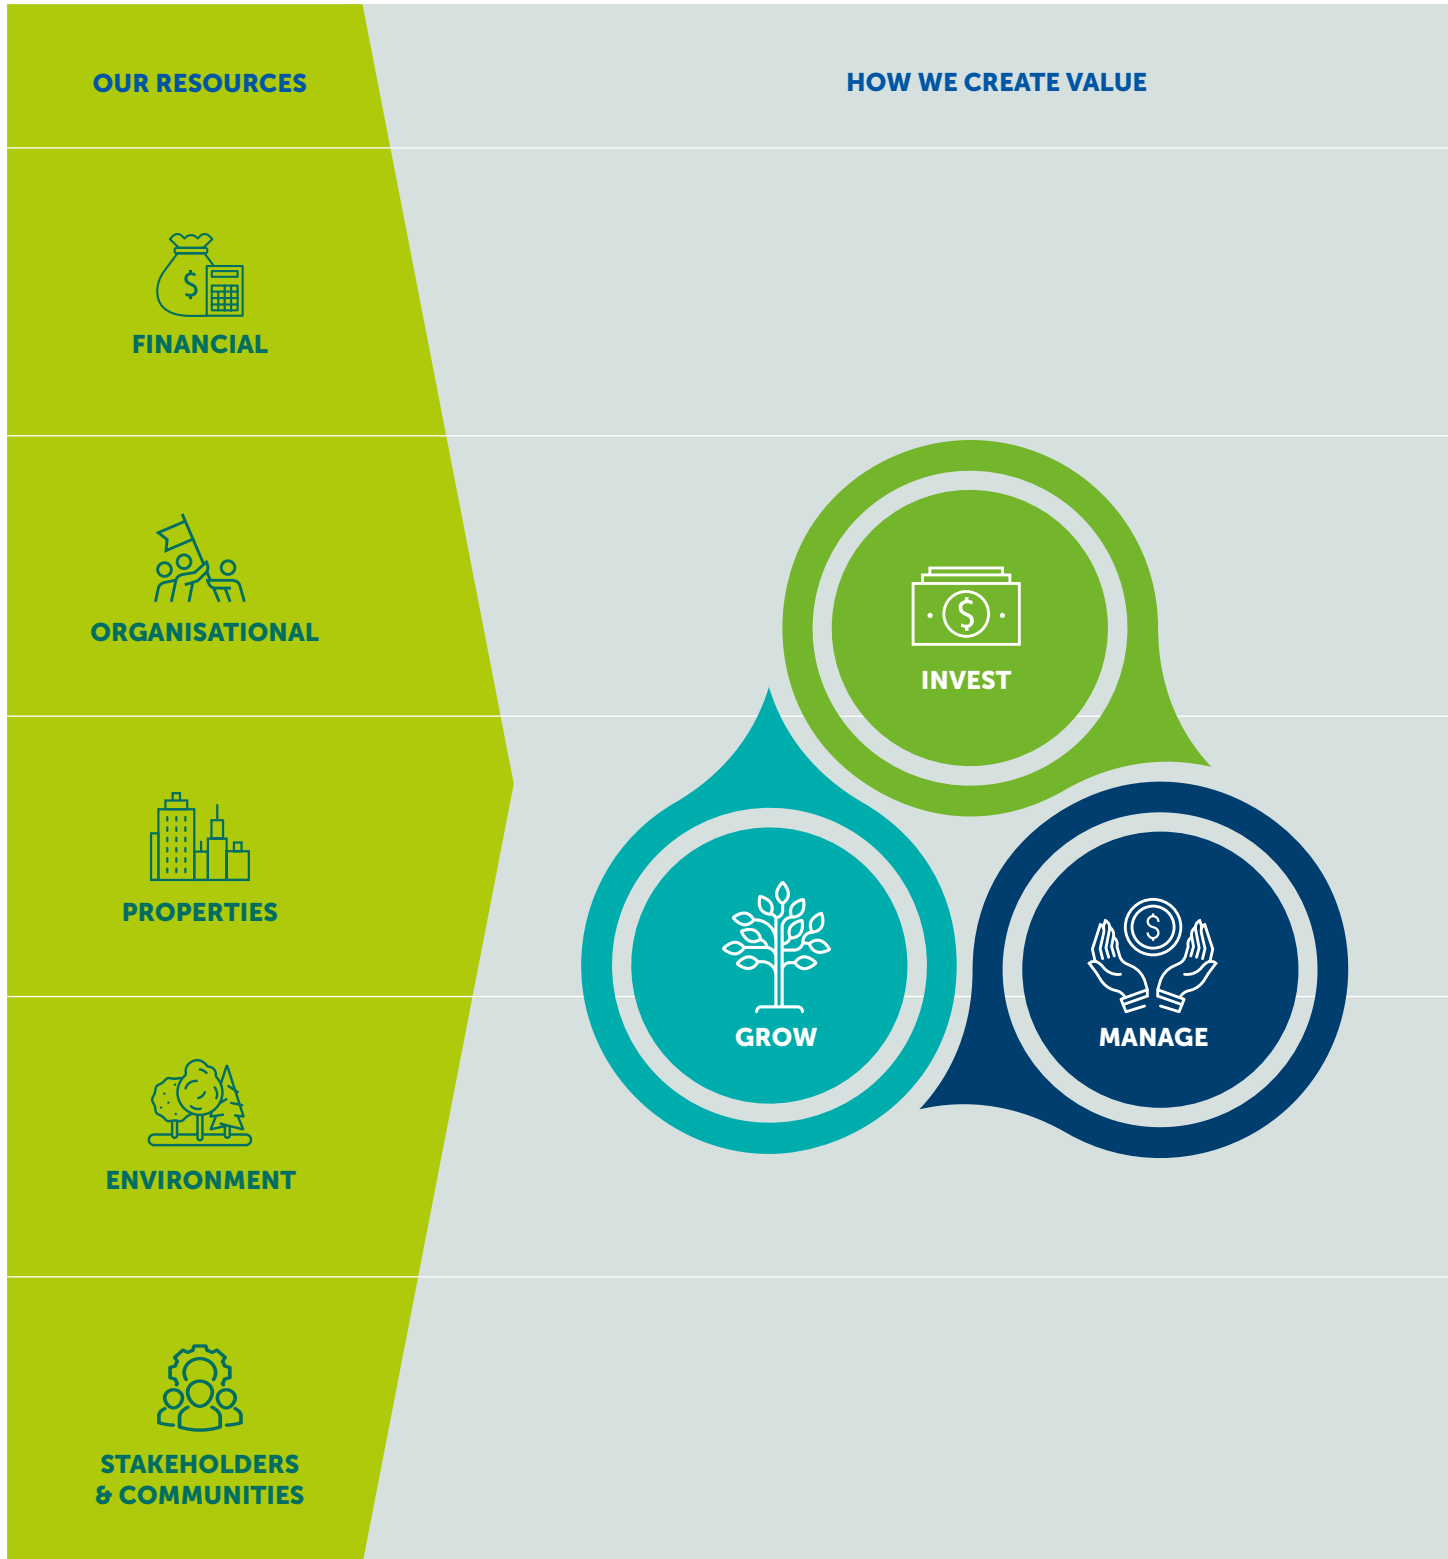 OUR RESOURCES
HOW WE CREATE VALUE
$
FINANCIAL
ORGANISATIONAL
$
INVEST
PROPERTIES
GROW
$
MANAGE
ENVIRONMENT
STAKEHOLDERS
& COMMUNITIES